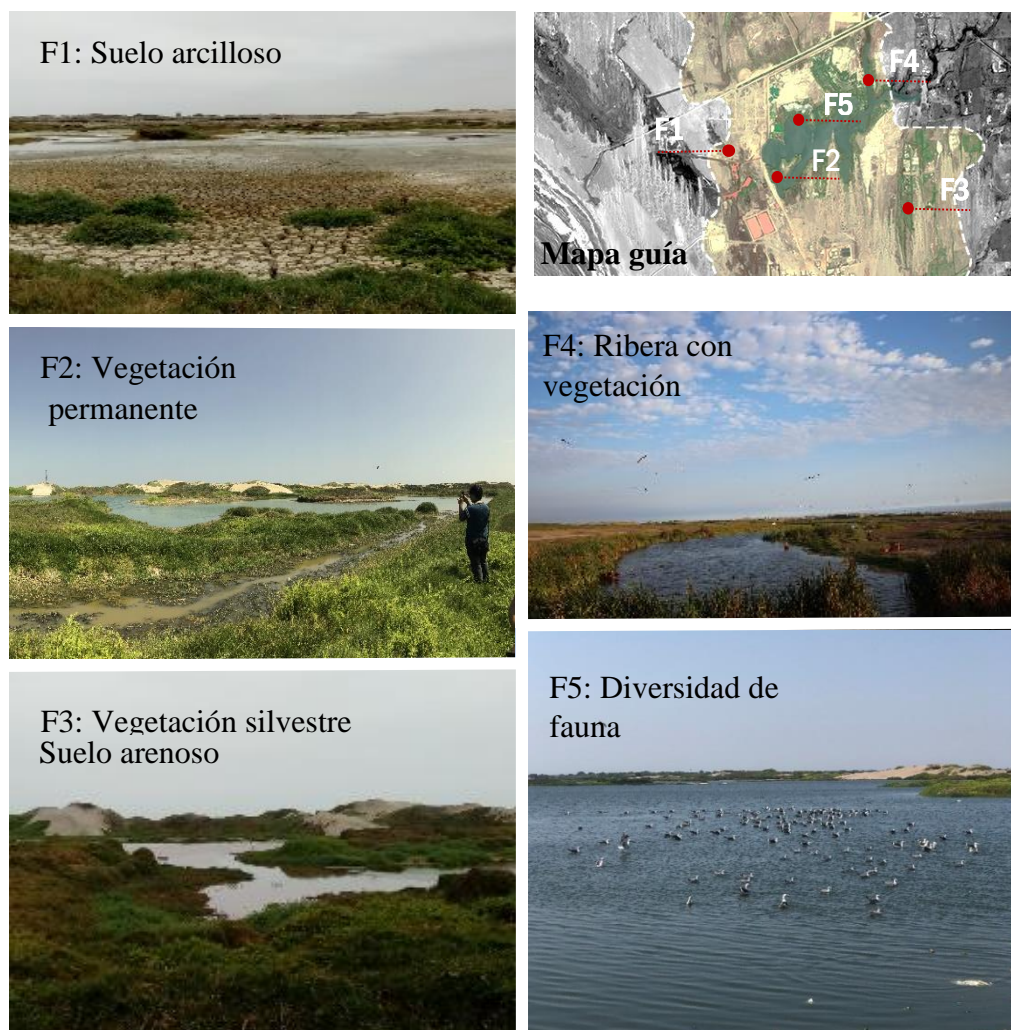 F1: Suelo arcilloso
F4
F5
F1
F2
F3
Mapa guía
F2: Vegetación
permanente
F4: Ribera con
vegetación
F3: Vegetación silvestre
Suelo arenoso
F5: Diversidad de
fauna